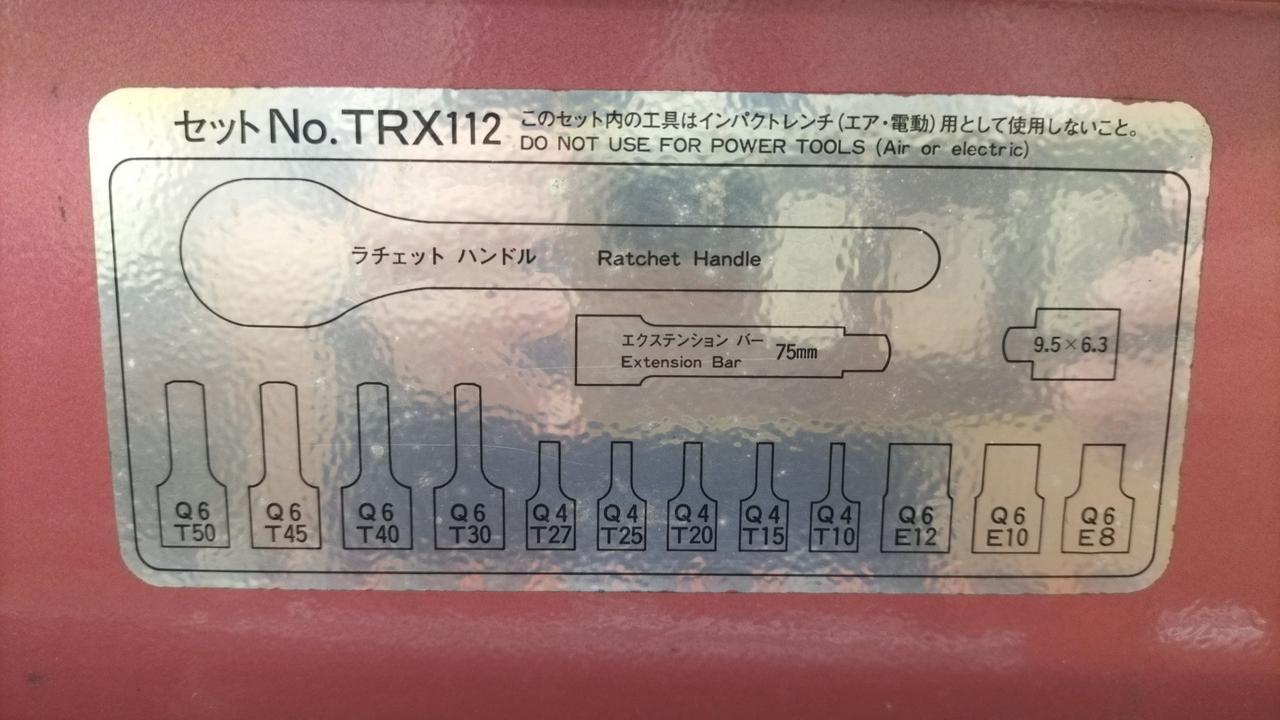 セットNo.TRX112
このセット内の工具はインパクトレンチ(エア・電動)用として使用しないこと。
DO NOT USE FOR POWER TOOLS (Air or electric)
ラチェット ハンドル Ratchet Handle
エクステンション バー
Extension Bar
75mm
9.5×6.3
Q6 Q6 Q6 Q6 Q4 Q4 Q4 Q4 Q4 Q6 Q6 Q6
T50 T45 T40 T30 T27 T25 T20 T15 T10 E12 E10 E8